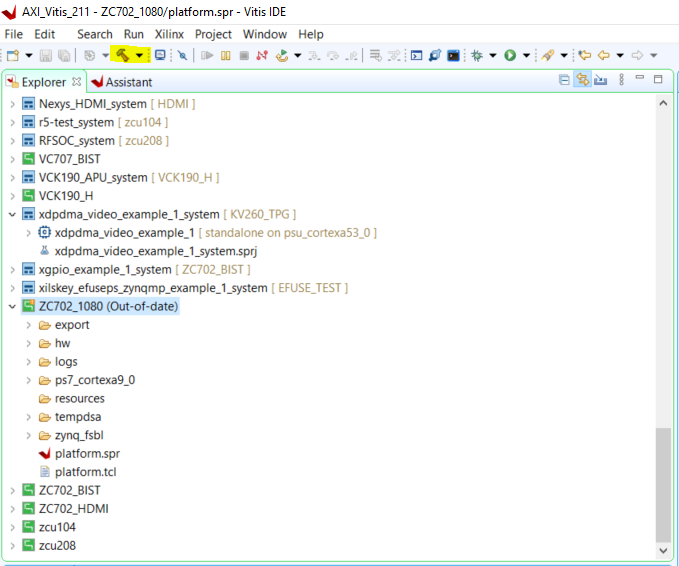 AXI_Vitis_211 - ZC702_1080/platform.spr - Vitis IDE
File Edit Search Run Xilinx Project Window Help
Explorer Assistant
Nexys_HDMI_system [ HDMI ]
r5-test_system [ zcu104 ]
RFSOC_system [ zcu208 ]
VC707_BIST
VCK190_APU_system [ VCK190_H ]
VCK190_H
xdpdma_video_example_1_system [ KV260_TPG ]
xdpdma_video_example_1 [ standalone on psu_cortexa53_0 ]
xdpdma_video_example_1_system.sprj
xgpio_example_1_system [ ZC702_BIST ]
xilskey_efuseps_zynqmp_example_1_system [ EFUSE_TEST ]
ZC702_1080 (Out-of-date)
export
hw
logs
ps7_cortexa9_0
resources
tempdsa
zynq_fsbl
platform.spr
platform.tcl
ZC702_BIST
ZC702_HDMI
zcu104
zcu208